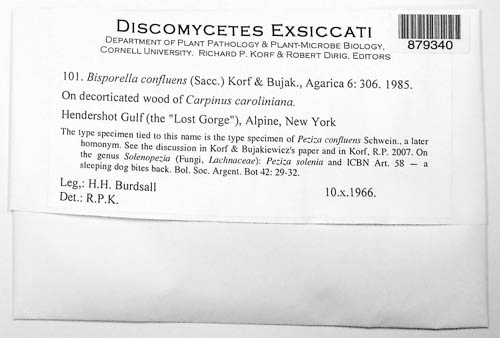 DISCOMYCETES EXSICCATI
DEPARTMENT OF PLANT PATHOLOGY & PLANT-MICROBE BIOLOGY,
CORNELL UNIVERSITY. RICHARD P. KORF & ROBERT DIRIG, EDITORS
879340
101. Bisporella confluens (Sacc.) Korf & Bujak., Agarica 6: 306. 1985.
On decorticated wood of Carpinus caroliniana.
Hendershot Gulf (the "Lost Gorge"), Alpine, New York
The type specimen tied to this name is the type specimen of Peziza confluens Schwein., a later
homonym. See the discussion in Korf & Bujakiewicz's paper and in Korf, R.P. 2007. On
the genus Solenopezia (Fungi, Lachnaceae): Peziza solenia and ICBN Art. 58 — a
sleeping dog bites back. Bol. Soc. Argent. Bot 42: 29-32.
Leg,: H.H. Burdsall 10.x.1966.
Det.: R.P.K.